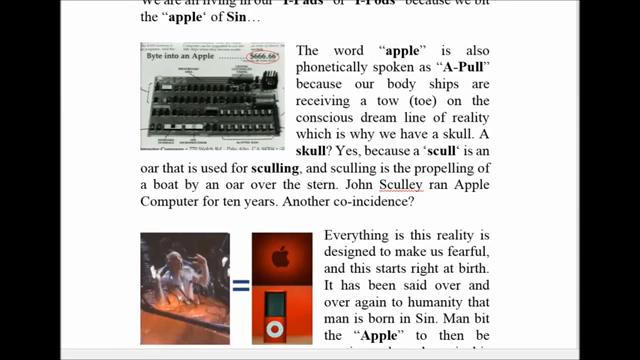 We are all living in our "I-Pads" or "I-Pods" because we bit
the "apple' of Sin…
Byte into an Apple $666.66
The word "apple" is also
phonetically spoken as "A-Pull"
because our body ships are
receiving a tow (toe) on the
conscious dream line of reality
which is why we have a skull. A
skull? Yes, because a 'scull' is an
oar that is used for sculling, and sculling is the propelling of
a boat by an oar over the stern. John Sculley ran Apple
Computer for ten years. Another co-incidence?
=
Everything is this reality is
designed to make us fearful,
and this starts right at birth.
It has been said over and
over again to humanity that
man is born in Sin. Man bit
the "Apple" to then be